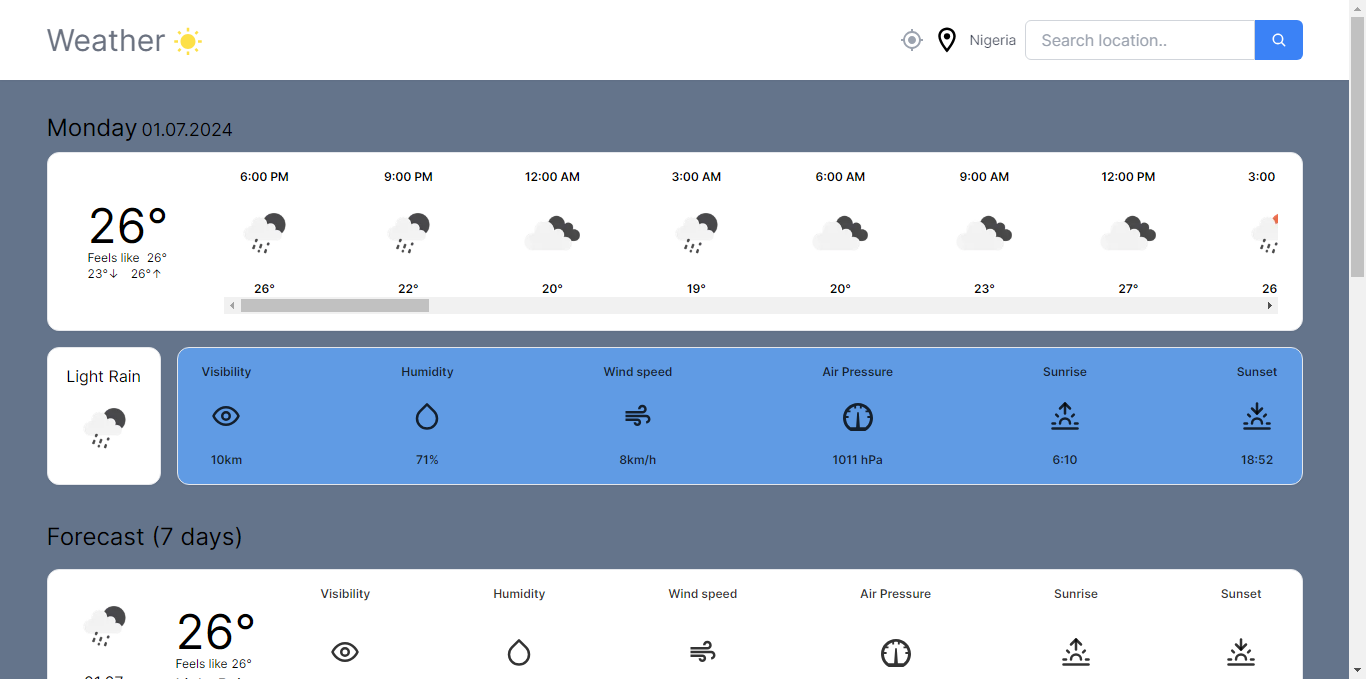 Weather
Nigeria
Search location..
Monday 01.07.2024
6:00 PM 9:00 PM 12:00 AM 3:00 AM 6:00 AM 9:00 AM 12:00 PM 3:00
26°
Feels like 26°
23°↓ 26°↑
26° 22° 20° 19° 20° 23° 27° 26
Light Rain
Visibility Humidity Wind speed Air Pressure Sunrise Sunset
10km 71% 8km/h 1011 hPa 6:10 18:52
Forecast (7 days)
Visibility Humidity Wind speed Air Pressure Sunrise Sunset
26°
Feels like 26°